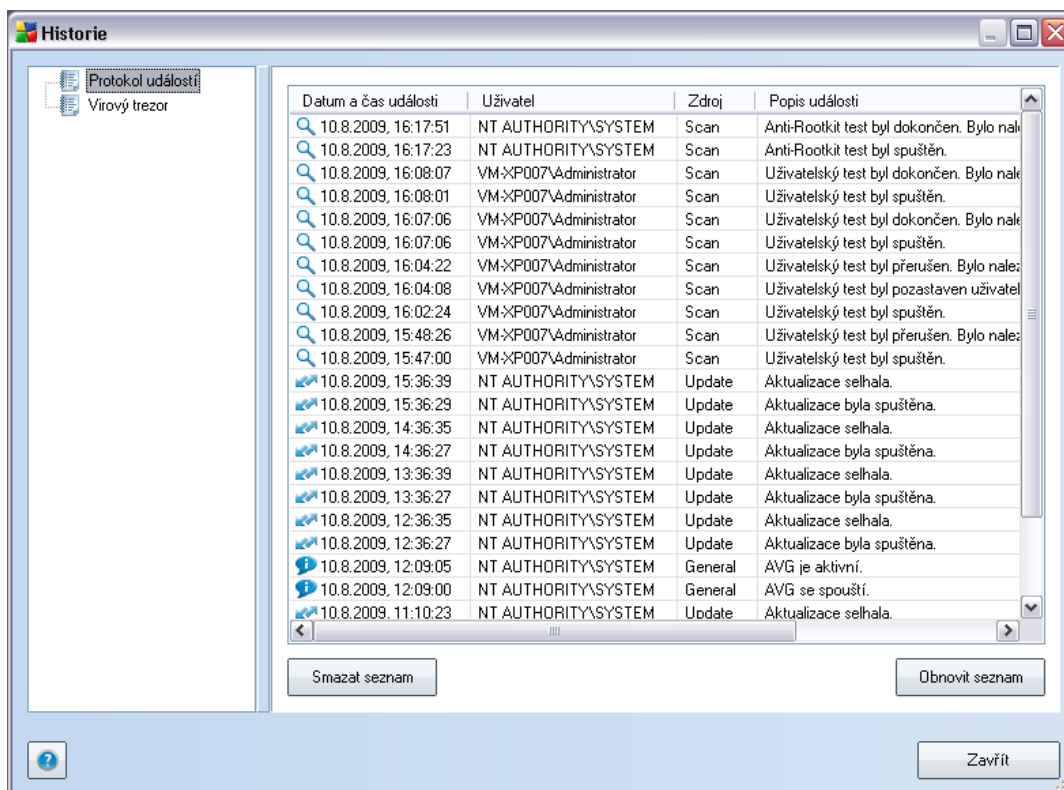 Historie
Protokol událostí
Virový trezor
Datum a čas události Uživatel Zdroj Popis události
10.8.2009, 16:17:51 NT AUTHORITY\SYSTEM Scan Anti-Rootkit test byl dokončen. Bylo nal
10.8.2009, 16:17:23 NT AUTHORITY\SYSTEM Scan Anti-Rootkit test byl spuštěn.
10.8.2009, 16:08:07 VM-XP007\Administrator Scan Uživatelský test byl dokončen. Bylo nale
10.8.2009, 16:08:01 VM-XP007\Administrator Scan Uživatelský test byl spuštěn.
10.8.2009, 16:07:06 VM-XP007\Administrator Scan Uživatelský test byl dokončen. Bylo nale
10.8.2009, 16:07:06 VM-XP007\Administrator Scan Uživatelský test byl spuštěn.
10.8.2009, 16:04:22 VM-XP007\Administrator Scan Uživatelský test byl přerušen. Bylo nalez
10.8.2009, 16:04:08 VM-XP007\Administrator Scan Uživatelský test byl pozastaven uživatel
10.8.2009, 16:02:24 VM-XP007\Administrator Scan Uživatelský test byl spuštěn.
10.8.2009, 15:48:26 VM-XP007\Administrator Scan Uživatelský test byl přerušen. Bylo nalez
10.8.2009, 15:47:00 VM-XP007\Administrator Scan Uživatelský test byl spuštěn.
10.8.2009, 15:36:39 NT AUTHORITY\SYSTEM Update Aktualizace selhala.
10.8.2009, 15:36:29 NT AUTHORITY\SYSTEM Update Aktualizace byla spuštěna.
10.8.2009, 14:36:35 NT AUTHORITY\SYSTEM Update Aktualizace selhala.
10.8.2009, 14:36:27 NT AUTHORITY\SYSTEM Update Aktualizace byla spuštěna.
10.8.2009, 13:36:39 NT AUTHORITY\SYSTEM Update Aktualizace selhala.
10.8.2009, 13:36:27 NT AUTHORITY\SYSTEM Update Aktualizace byla spuštěna.
10.8.2009, 12:36:35 NT AUTHORITY\SYSTEM Update Aktualizace selhala.
10.8.2009, 12:36:27 NT AUTHORITY\SYSTEM Update Aktualizace byla spuštěna.
10.8.2009, 12:09:05 NT AUTHORITY\SYSTEM General AVG je aktivní.
10.8.2009, 12:09:00 NT AUTHORITY\SYSTEM General AVG se spouští.
10.8.2009, 11:10:23 NT AUTHORITY\SYSTEM Update Aktualizace selhala.
Smazat seznam Obnovit seznam
Zavřít